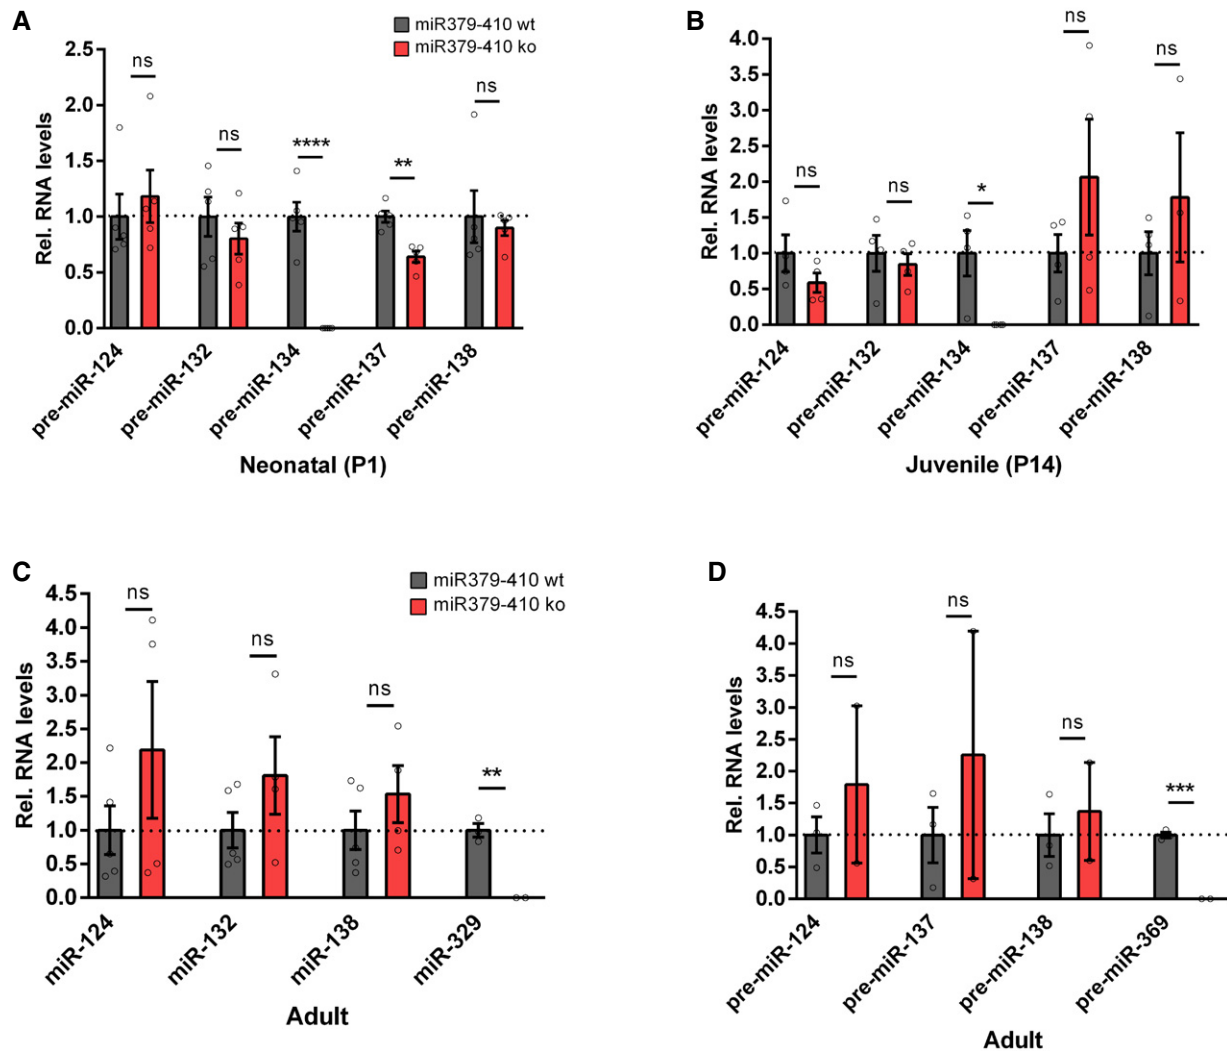 A
miR379-410 wt
miR379-410 ko
Rel. RNA levels
2.5
2.0
1.5
1.0
0.5
0.0
ns
ns
****
**
ns
pre-miR-124
pre-miR-132
pre-miR-134
pre-miR-137
pre-miR-138
Neonatal (P1)
B
Rel. RNA levels
4.0
3.5
3.0
2.5
2.0
1.5
1.0
0.5
0.0
ns
ns
*
ns
ns
pre-miR-124
pre-miR-132
pre-miR-134
pre-miR-137
pre-miR-138
Juvenile (P14)
C
miR379-410 wt
miR379-410 ko
Rel. RNA levels
4.5
4.0
3.5
3.0
2.5
2.0
1.5
1.0
0.5
0.0
ns
ns
ns
**
miR-124
miR-132
miR-138
miR-329
Adult
D
Rel. RNA levels
4.5
4.0
3.5
3.0
2.5
2.0
1.5
1.0
0.5
0.0
ns
ns
ns
***
pre-miR-124
pre-miR-137
pre-miR-138
pre-miR-369
Adult